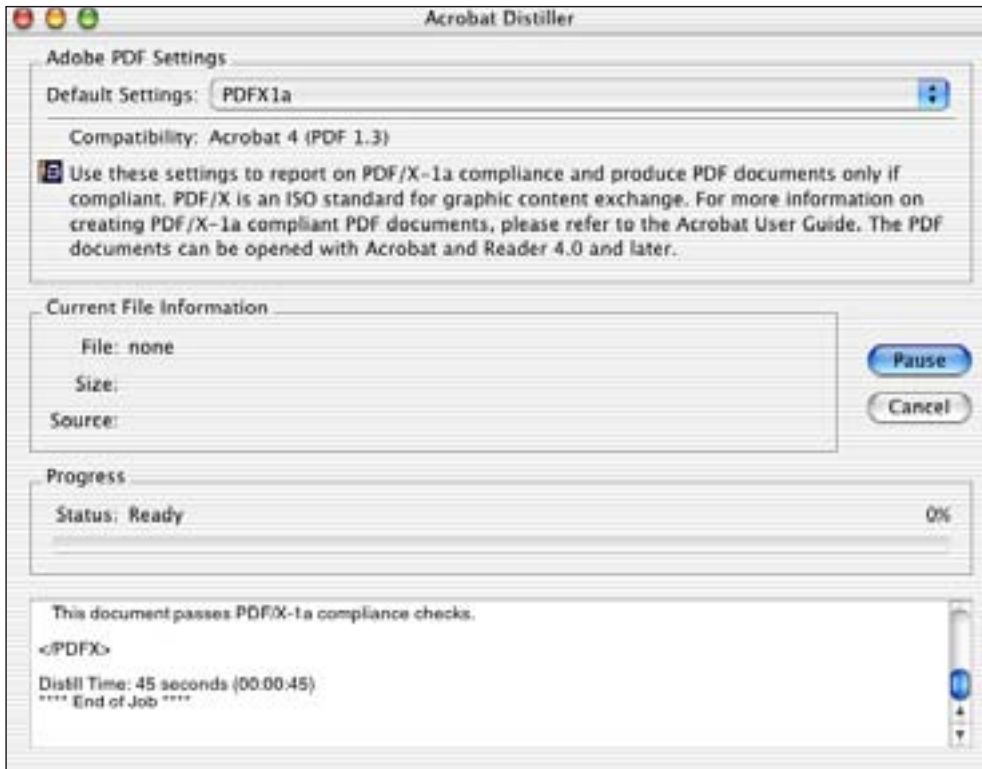 Acrobat Distiller
Adobe PDF Settings
Default Settings: PDFX1a
Compatibility: Acrobat 4 (PDF 1.3)
Use these settings to report on PDF/X-1a compliance and produce PDF documents only if
compliant. PDF/X is an ISO standard for graphic content exchange. For more information on
creating PDF/X-1a compliant PDF documents, please refer to the Acrobat User Guide. The PDF
documents can be opened with Acrobat and Reader 4.0 and later.
Current File Information
File: none
Size:
Source:
Pause
Cancel
Progress
Status: Ready 0%
This document passes PDF/X-1a compliance checks.
</PDFX>
Distill Time: 45 seconds (00:00:45)
**** End of Job ****